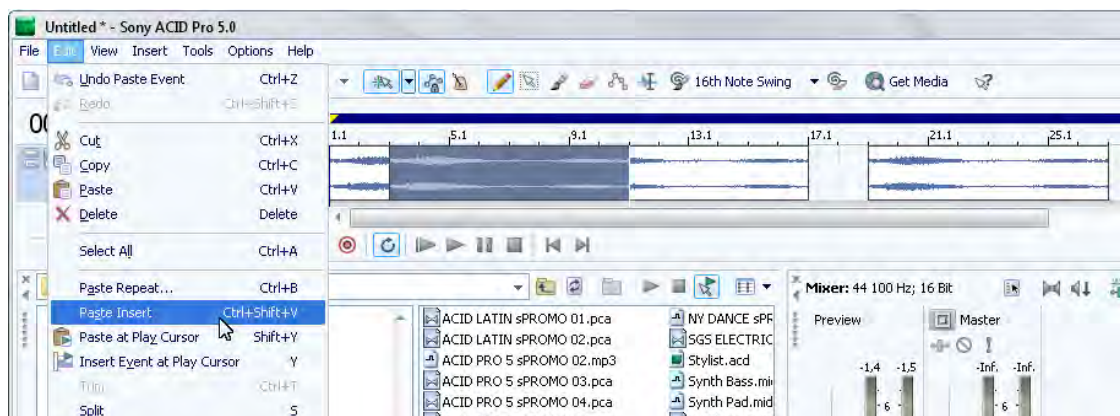 Untitled * - Sony ACID Pro 5.0
File Edit View Insert Tools Options Help
Undo Paste Event Ctrl+Z
Redo Ctrl+Shift+Z
16th Note Swing
Get Media
Cut Ctrl+X
Copy Ctrl+C
Paste Ctrl+V
Delete Delete
Select All Ctrl+A
Paste Repeat... Ctrl+B
Paste Insert Ctrl+Shift+V
Paste at Play Cursor Shift+Y
Insert Event at Play Cursor Y
Trim Ctrl+T
Split S
1.1 5.1 9.1 13.1 17.1 21.1 25.1
ACID LATIN sPROMO 01.pca
ACID LATIN sPROMO 02.pca
ACID PRO 5 sPROMO 02.mp3
ACID PRO 5 sPROMO 03.pca
ACID PRO 5 sPROMO 04.pca
NY DANCE sPR
SGS ELECTRIC
Stylist.acd
Synth Bass.mi
Synth Pad.mid
Mixer: 44 100 Hz; 16 Bit
Preview
Master
-1,4 -1,5
-Inf. -Inf.
- 6 -
- 6 -